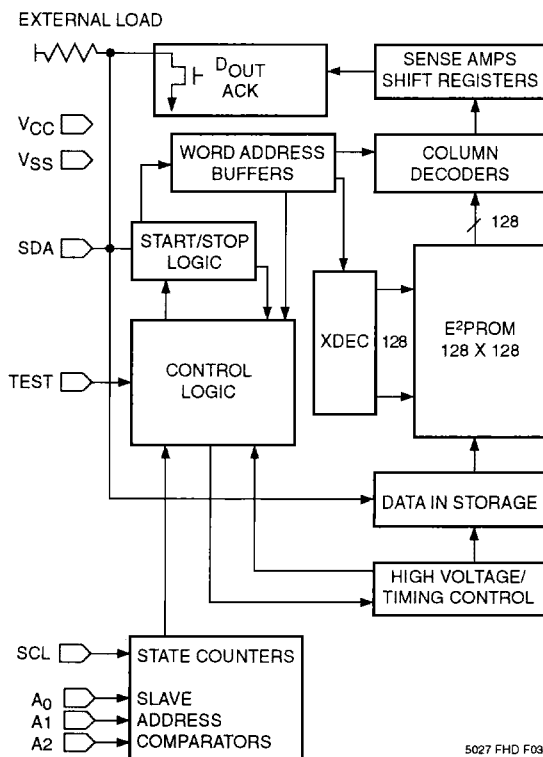 EXTERNAL LOAD
DOUT
ACK
SENSE AMPS
SHIFT REGISTERS
VCC
VSS
WORD ADDRESS
BUFFERS
COLUMN
DECODERS
128
SDA
START/STOP
LOGIC
XDEC
128
E²PROM
128 X 128
TEST
CONTROL
LOGIC
DATA IN STORAGE
HIGH VOLTAGE/
TIMING CONTROL
SCL
STATE COUNTERS
A0
SLAVE
A1
ADDRESS
A2
COMPARATORS
5027 FHD F03